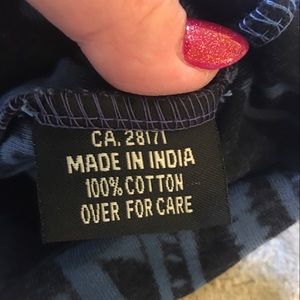 CA. 28171
MADE IN INDIA
100% COTTON
OVER FOR CARE